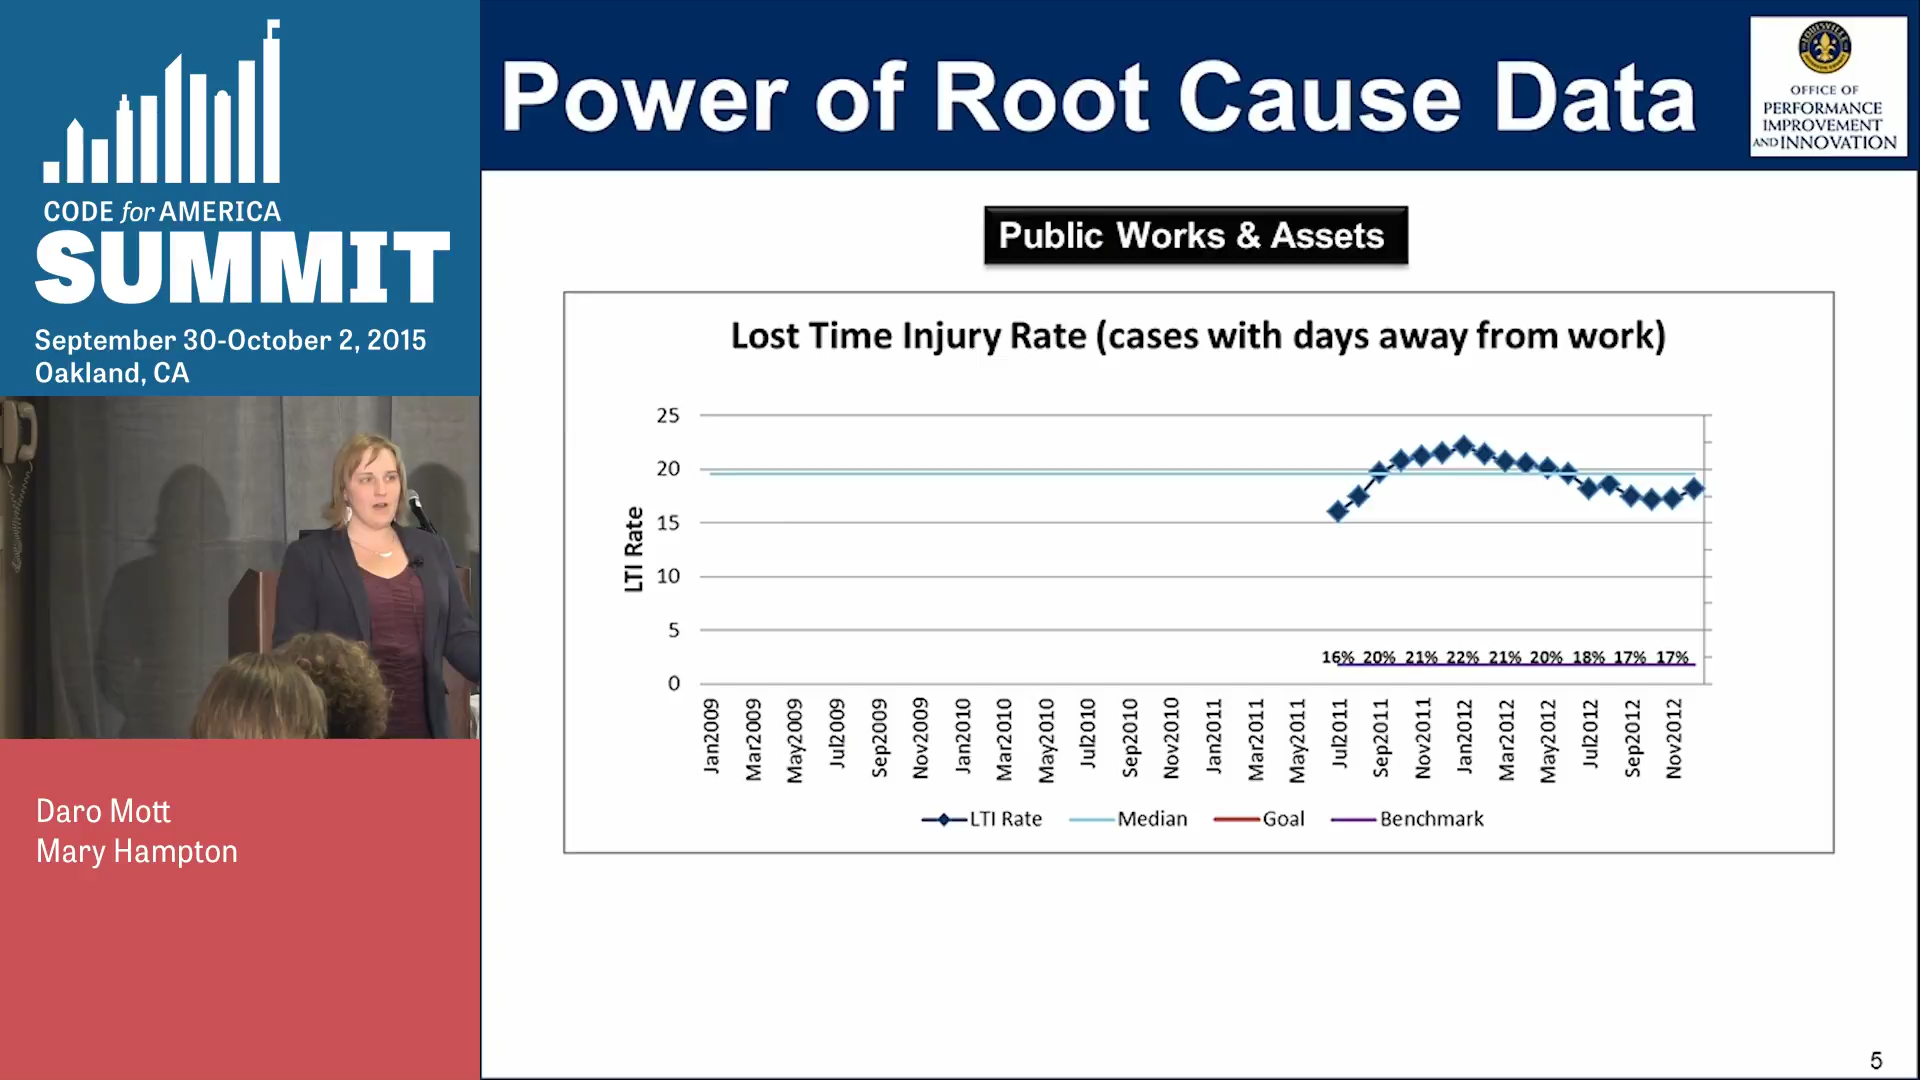 CODE for AMERICA
SUMMIT
September 30-October 2, 2015
Oakland, CA
Daro Mott
Mary Hampton
Power of Root Cause Data
OFFICE OF
PERFORMANCE
IMPROVEMENT
AND INNOVATION
Public Works & Assets
Lost Time Injury Rate (cases with days away from work)
LTI Rate
25
20
15
10
5
0
16% 20% 21% 22% 21% 20% 18% 17% 17%
Jan2009 Mar2009 May2009 Jul2009 Sep2009 Nov2009 Jan2010 Mar2010 May2010 Jul2010 Sep2010 Nov2010 Jan2011 Mar2011 May2011 Jul2011 Sep2011 Nov2011 Jan2012 Mar2012 May2012 Jul2012 Sep2012 Nov2012
LTI Rate Median Goal Benchmark
5